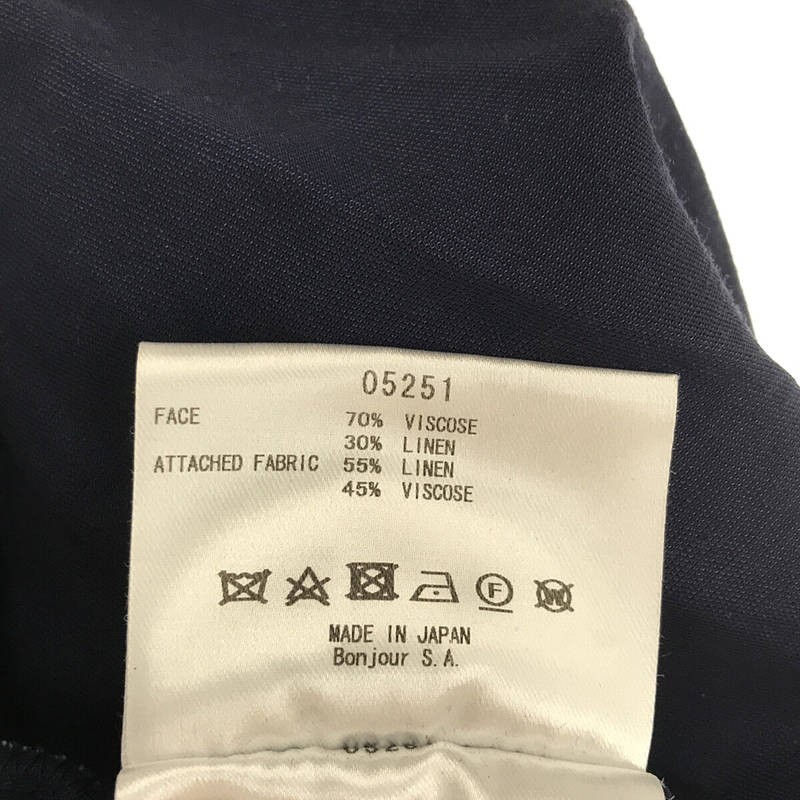 05251
FACE 70% VISCOSE
30% LINEN
ATTACHED FABRIC 55% LINEN
45% VISCOSE
F W
MADE IN JAPAN
Bonjour S.A.